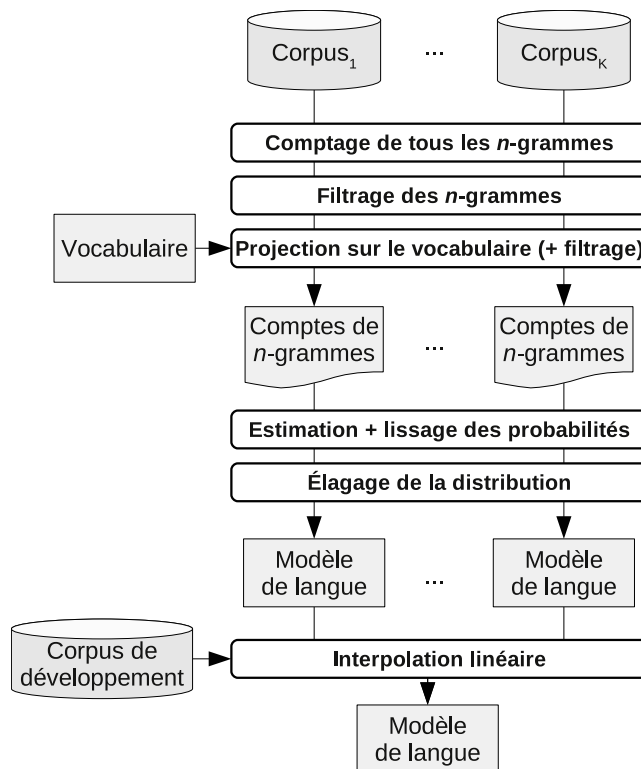 Corpus1 ... CorpusK
Comptage de tous les n-grammes
Filtrage des n-grammes
Vocabulaire
Projection sur le vocabulaire (+ filtrage)
Comptes de
n-grammes
...
Comptes de
n-grammes
Estimation + lissage des probabilités
Élagage de la distribution
Modèle
de langue
...
Modèle
de langue
Corpus de
développement
Interpolation linéaire
Modèle
de langue